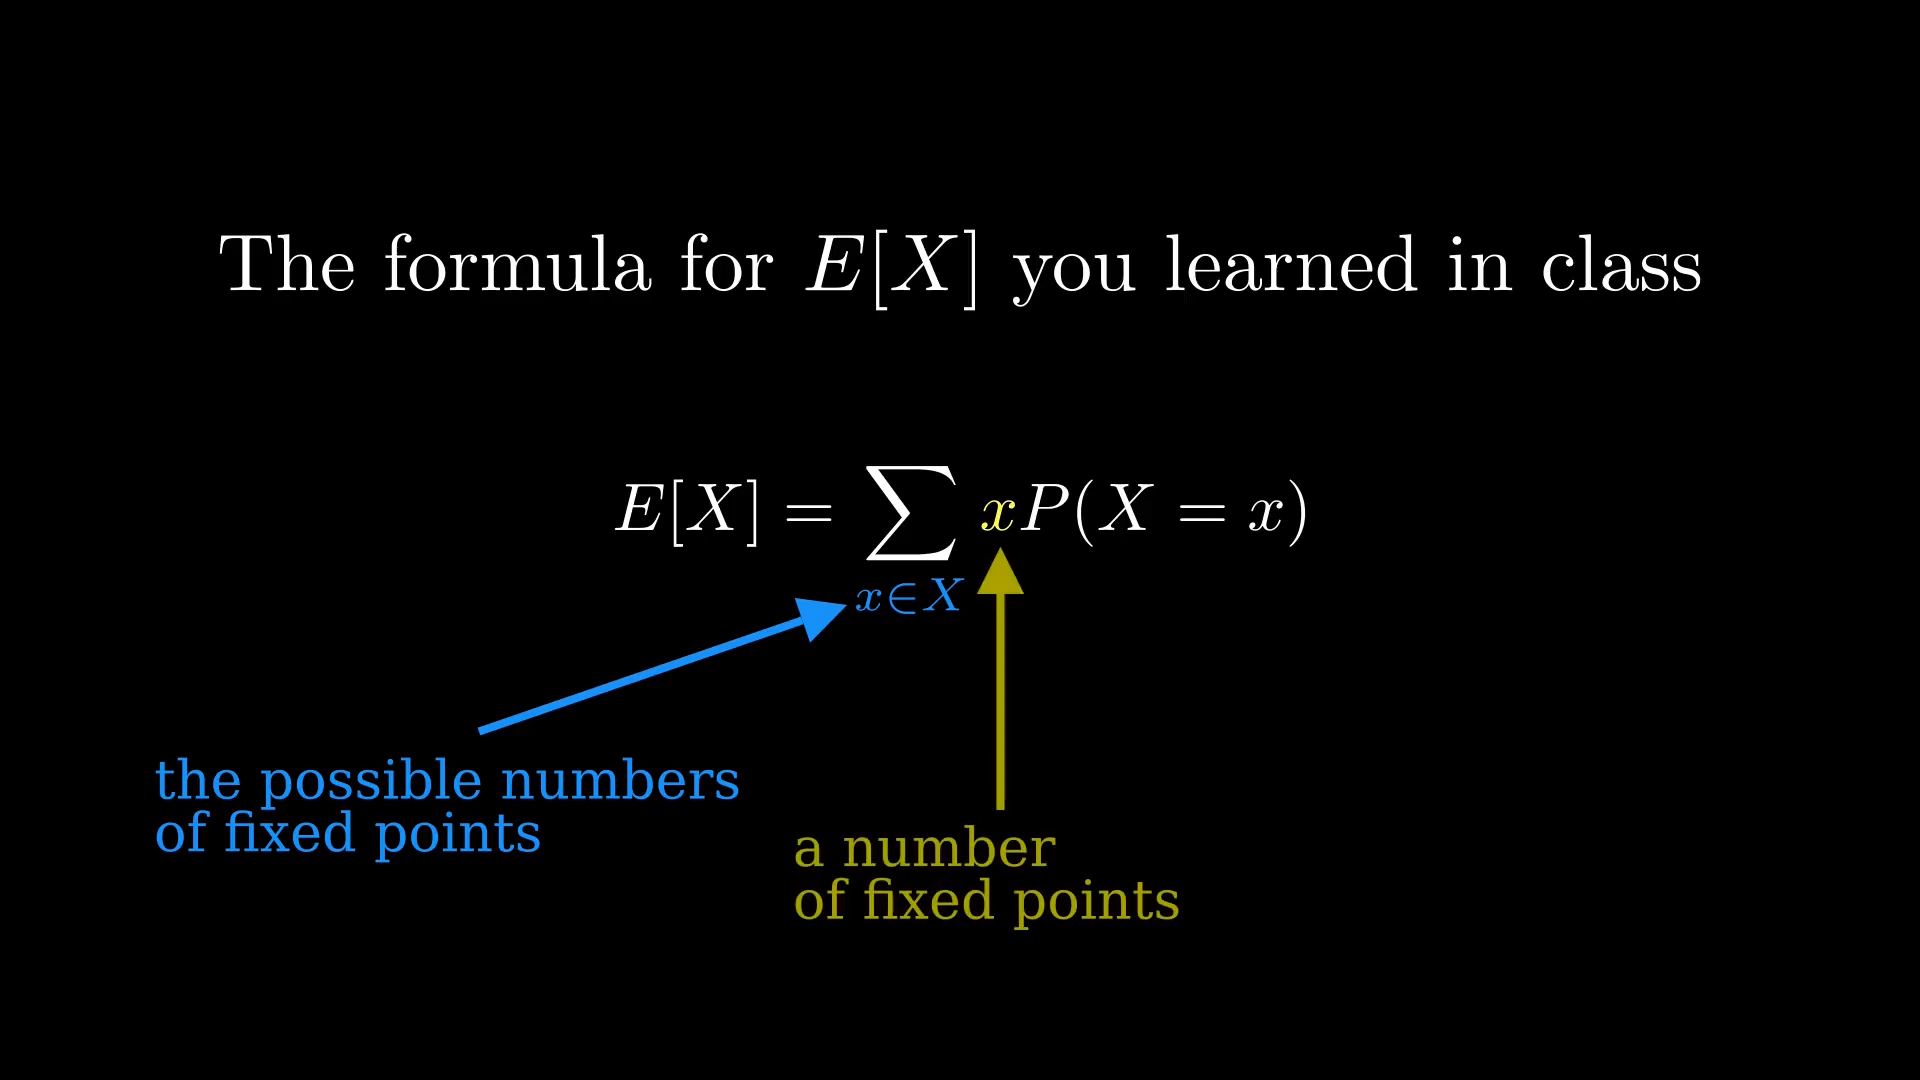 The formula for E[X] you learned in class
E[X] = ∑ xP(X = x)
x∈X
the possible numbers
of fixed points
a number
of fixed points